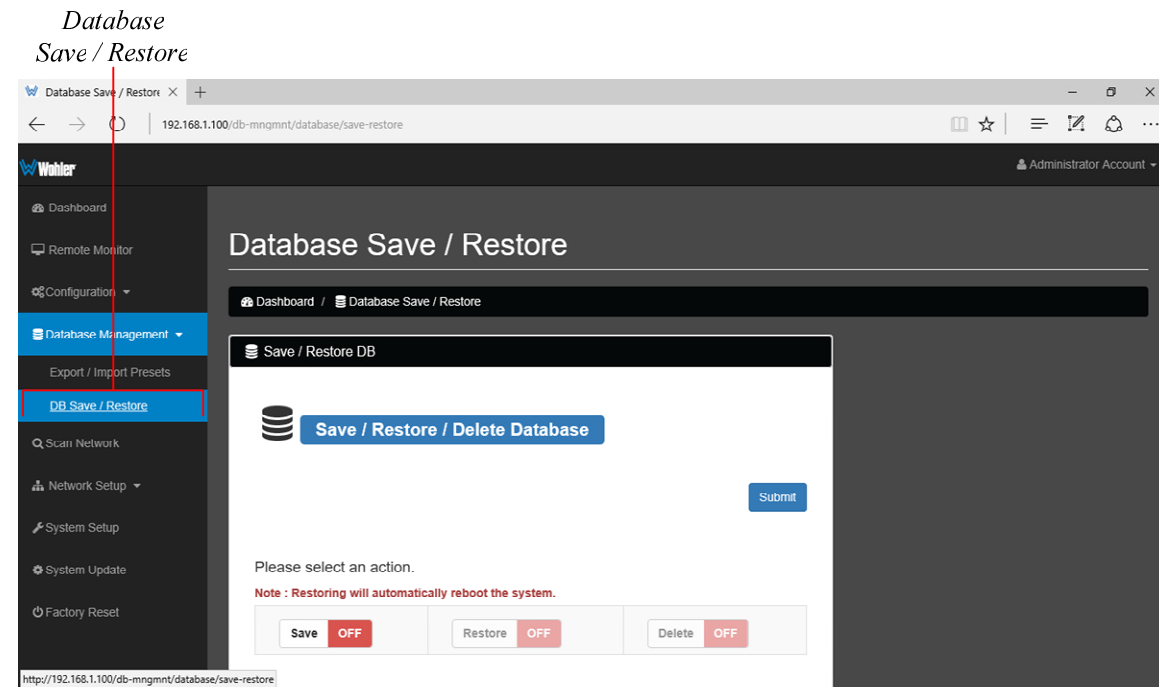 Database
Save / Restore
Database Save / Restore
192.168.1.100/db-mngmnt/database/save-restore
Wohler
Administrator Account
Dashboard
Remote Monitor
Configuration
Database Management
Export / Import Presets
DB Save / Restore
Scan Network
Network Setup
System Setup
System Update
Factory Reset
Database Save / Restore
Dashboard / Database Save / Restore
Save / Restore DB
Save / Restore / Delete Database
Submit
Please select an action.
Note : Restoring will automatically reboot the system.
Save OFF Restore OFF Delete OFF
http://192.168.1.100/db-mngmnt/database/save-restore